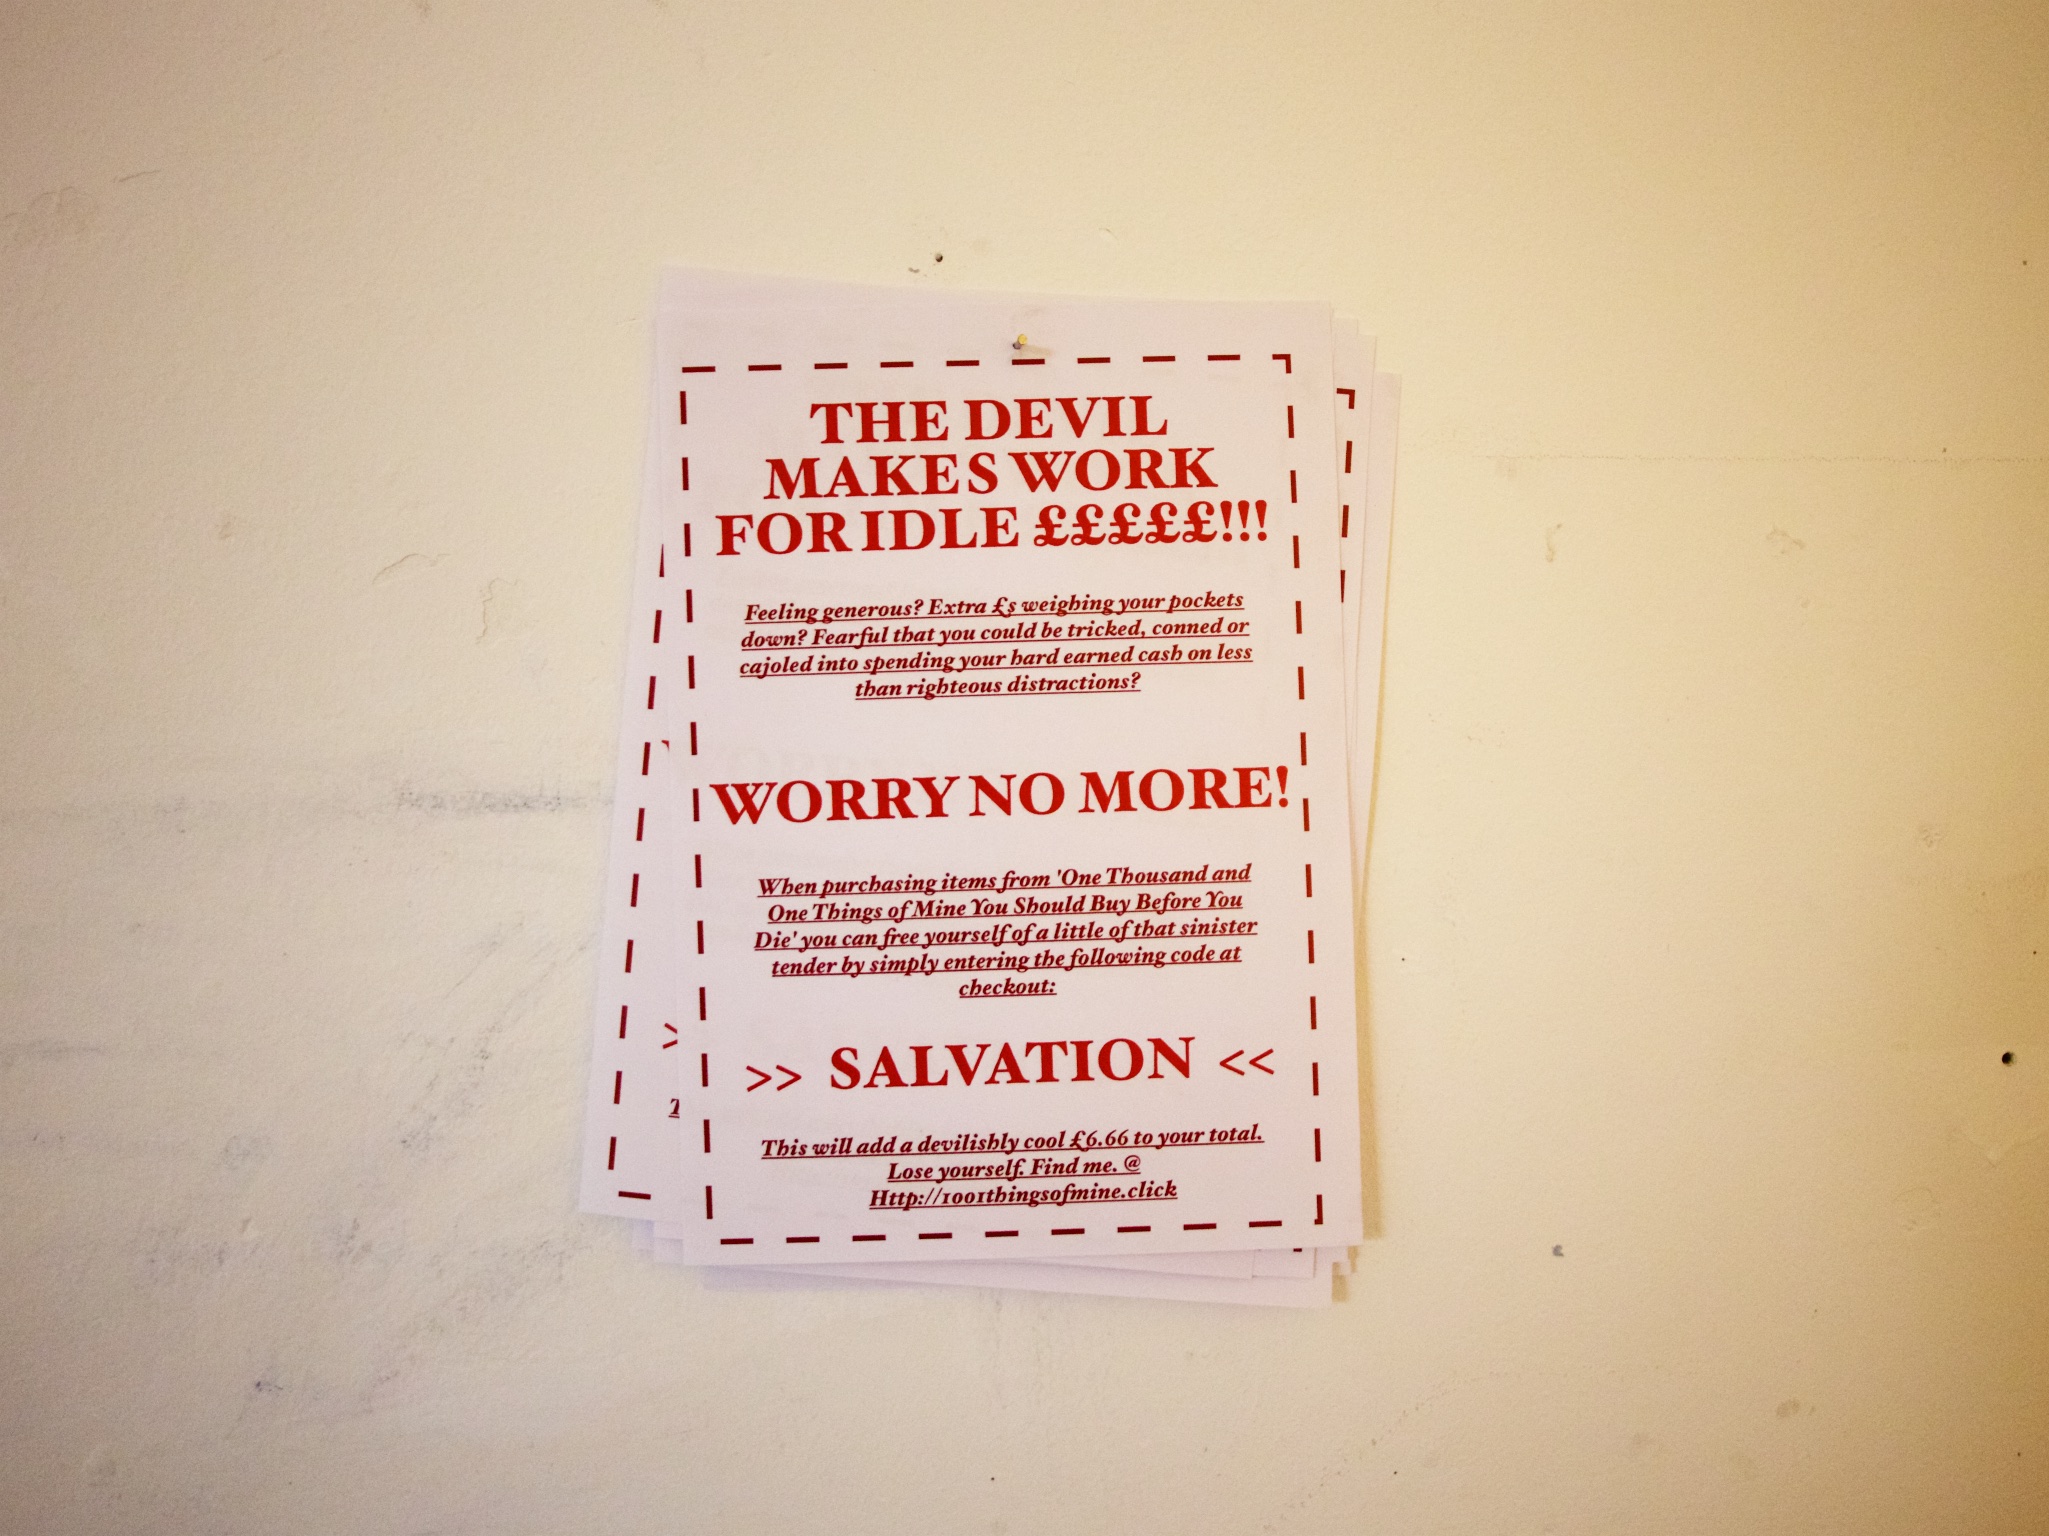 THE DEVIL
MAKES WORK
FOR IDLE £££££!!!
Feeling generous? Extra £s weighing your pockets
down? Fearful that you could be tricked, conned or
cajoled into spending your hard earned cash on less
than righteous distractions?
WORRY NO MORE!
When purchasing items from 'One Thousand and
One Things of Mine You Should Buy Before You
Die' you can free yourself of a little of that sinister
tender by simply entering the following code at
checkout:
>> SALVATION <<
This will add a devilishly cool £6.66 to your total.
Lose yourself. Find me. @
Http://1001thingsofmine.click